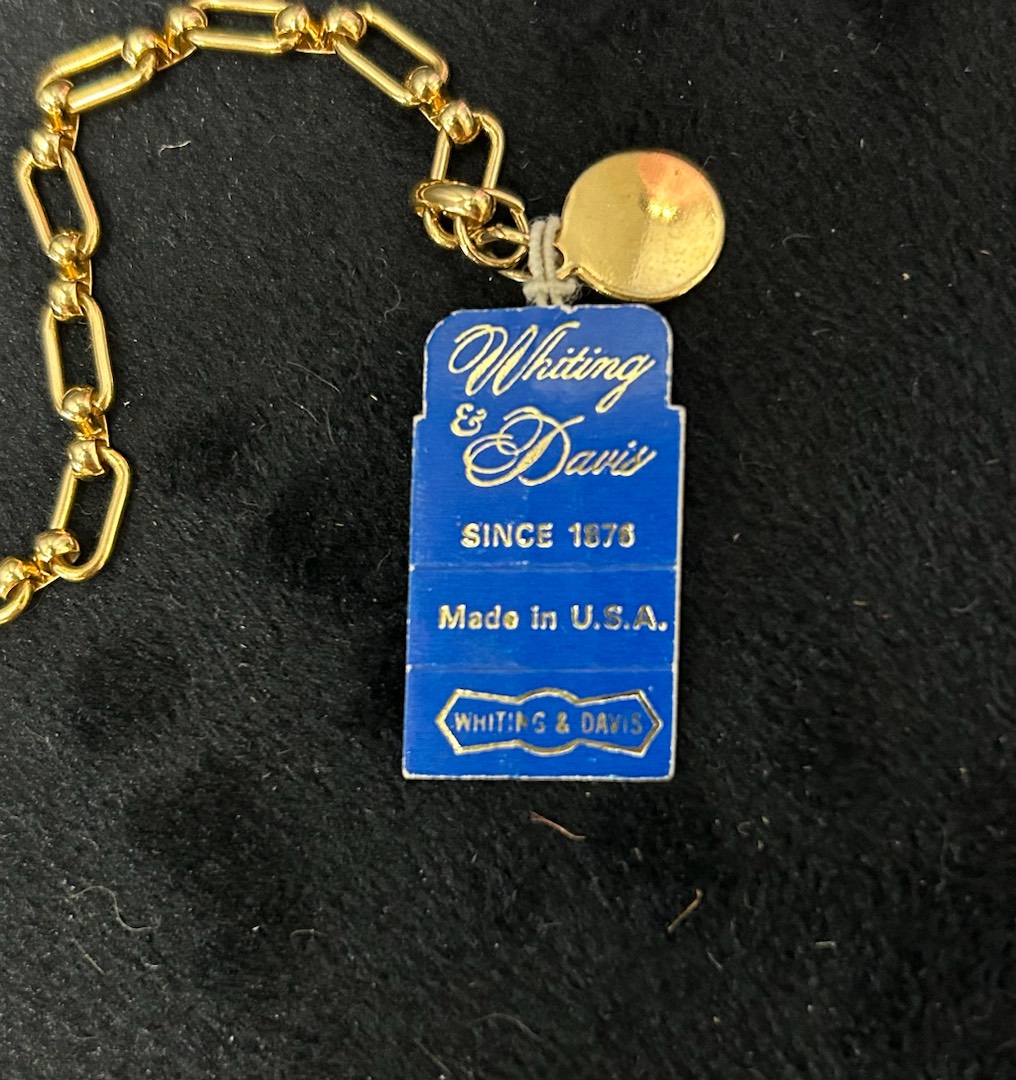 Whiting
& Davis
SINCE 1876
Made in U.S.A.
WHITING & DAVIS